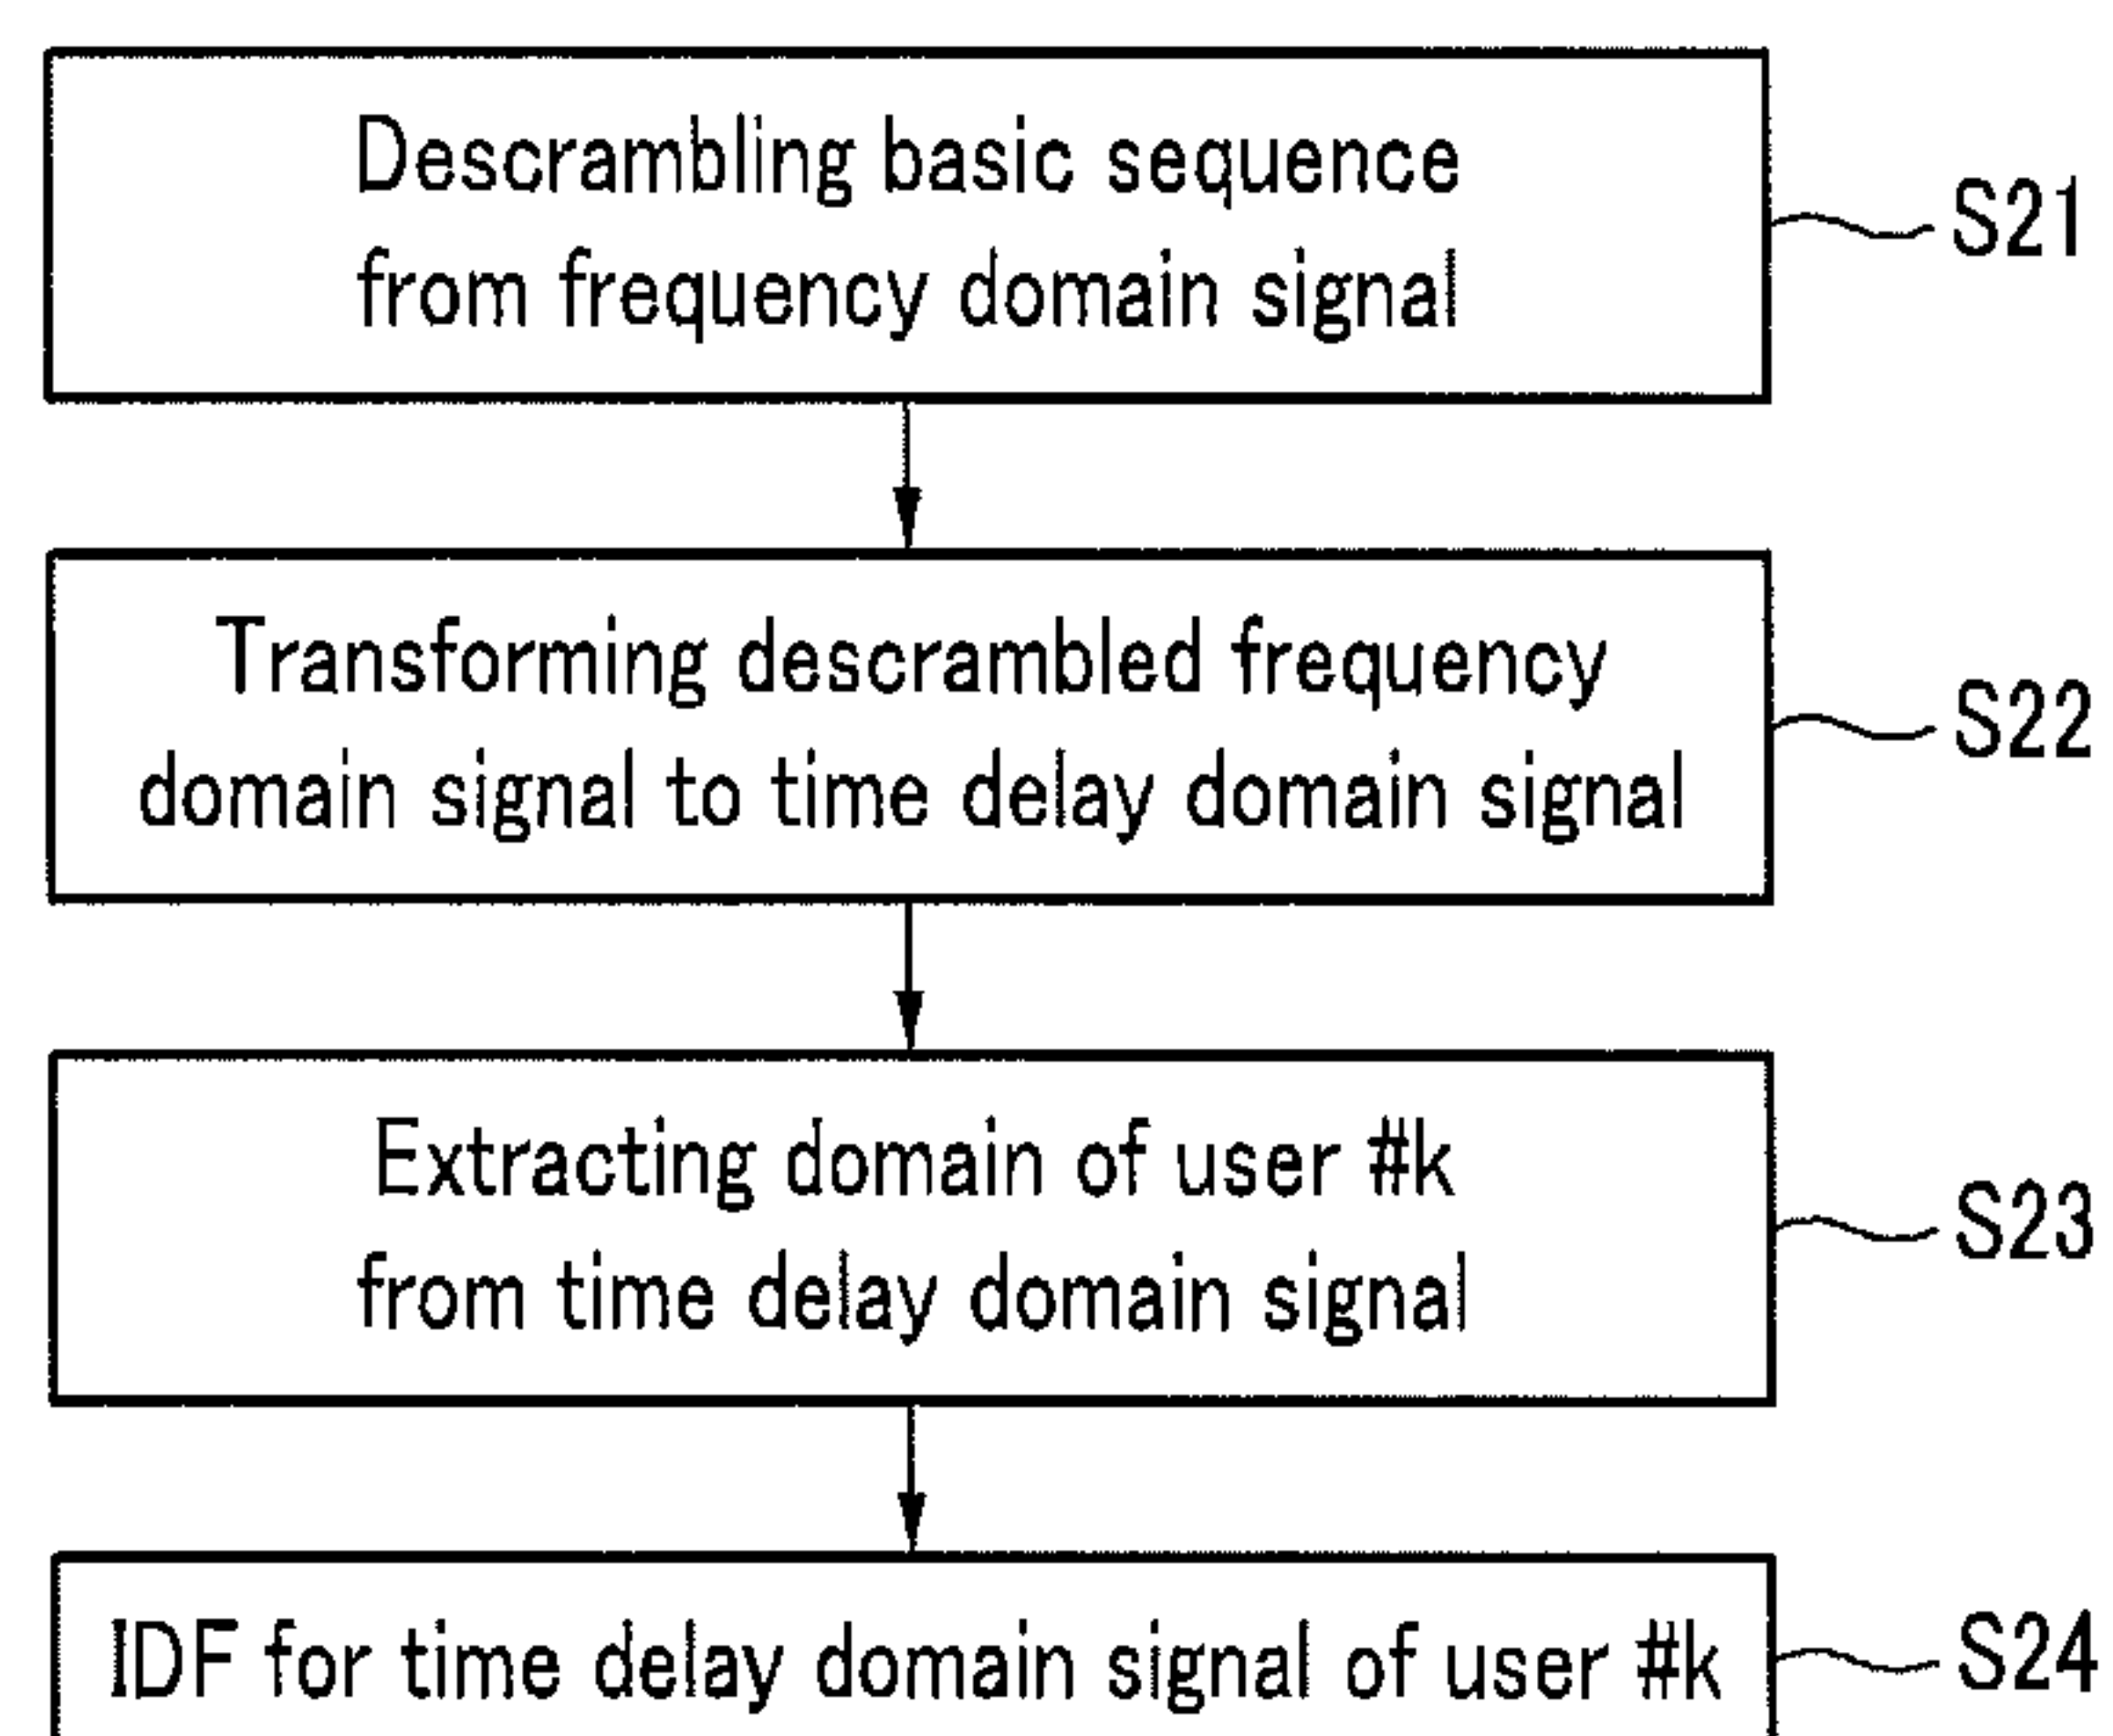 Descrambling basic sequence
from frequency domain signal
S21
Transforming descrambled frequency
domain signal to time delay domain signal
S22
Extracting domain of user #k
from time delay domain signal
S23
IDF for time delay domain signal of user #k
S24